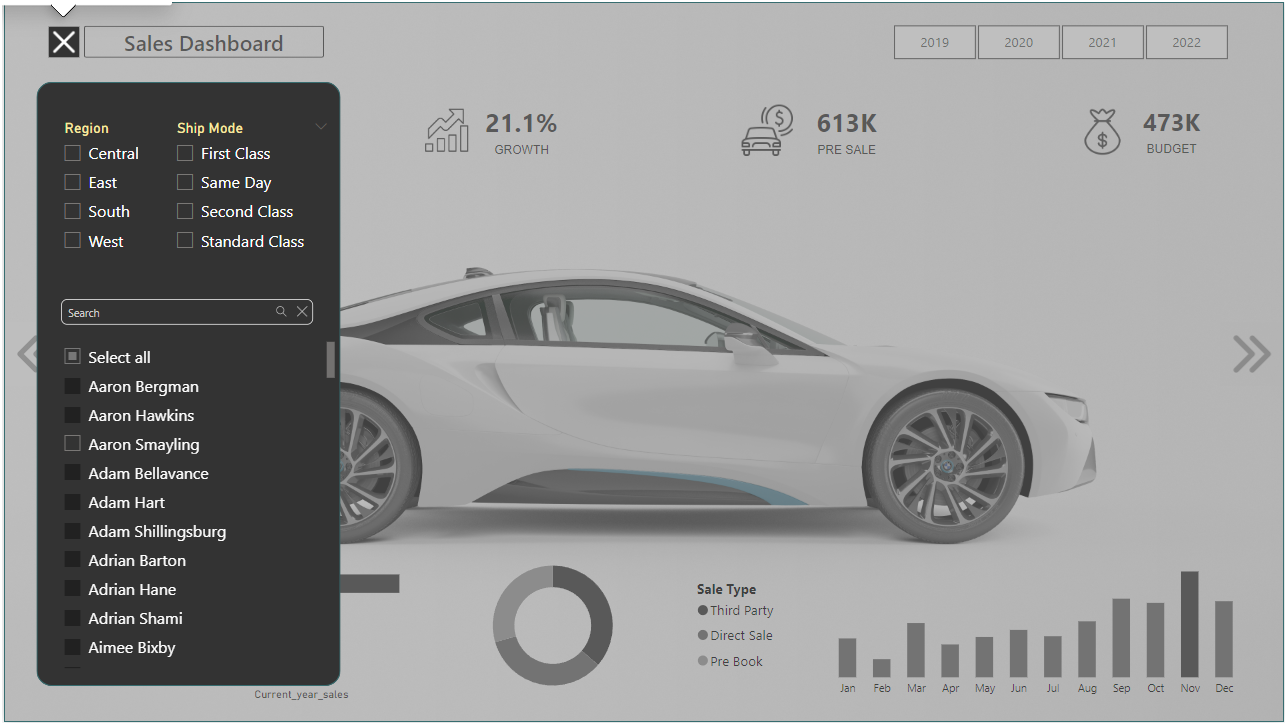 Sales Dashboard
2019 2020 2021 2022
21.1%
GROWTH
613K
PRE SALE
473K
BUDGET
Region
Central
East
South
West
Ship Mode
First Class
Same Day
Second Class
Standard Class
Search
Select all
Aaron Bergman
Aaron Hawkins
Aaron Smayling
Adam Bellavance
Adam Hart
Adam Shillingsburg
Adrian Barton
Adrian Hane
Adrian Shami
Aimee Bixby
Current_year_sales
Sale Type
Third Party
Direct Sale
Pre Book
Jan Feb Mar Apr May Jun Jul Aug Sep Oct Nov Dec